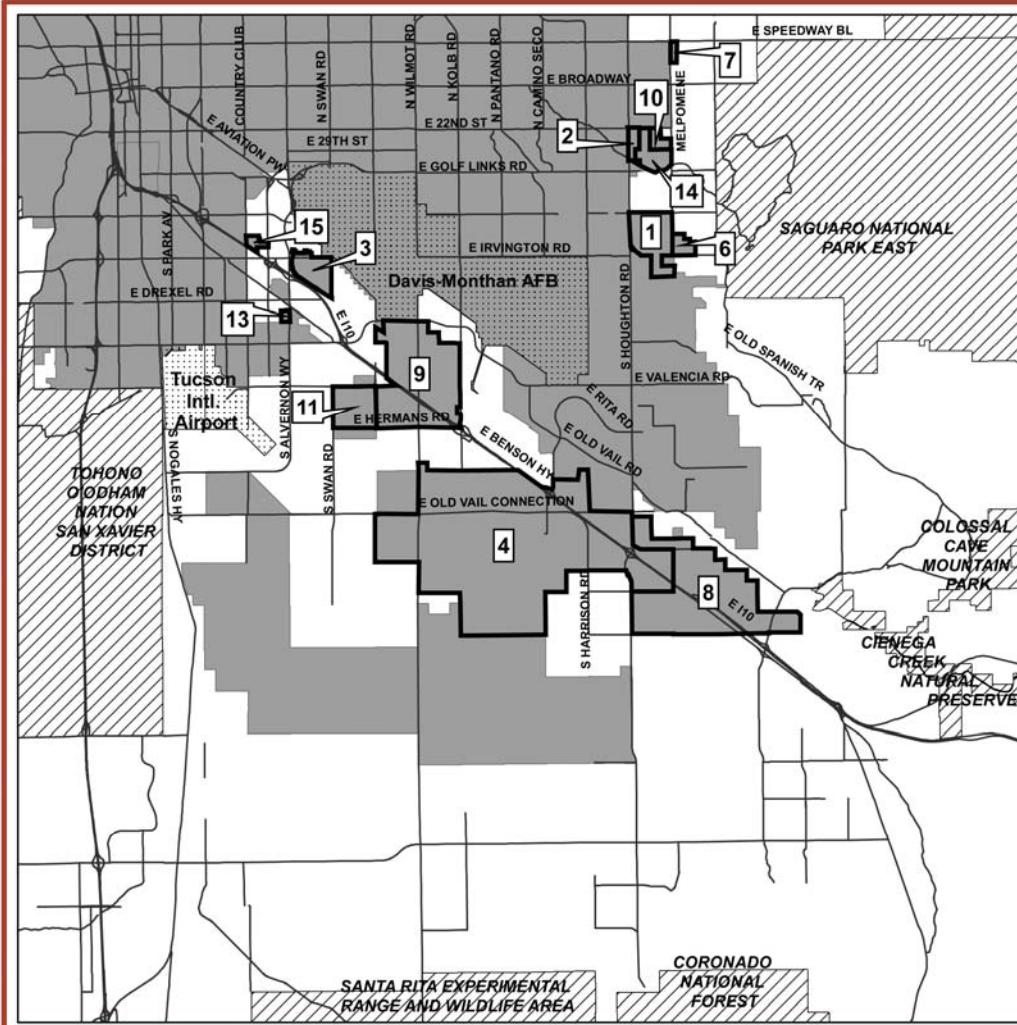 E SPEEDWAY BL
7
COUNTRY CLUB
N SWAN RD
N WILMOT RD
N KOLB RD
N PANTANO RD
N CAMINO SECO
E BROADWAY
10
MELPOMENE
E AVIATION PW
E 22ND ST
2
E 29TH ST
E GOLF LINKS RD
14
S PARK AV
15
3
E IRVINGTON RD
1
6
SAGUARO NATIONAL
PARK EAST
E DREXEL RD
Davis-Monthan AFB
13
E I10
S HOUGHTON RD
E OLD SPANISH TR
9
Tucson
Intl.
Airport
S ALVERNON WY
11
E HERMANS RD
E VALENCIA RD
E RITA RD
E OLD VAIL RD
E BENSON HY
S NOGALES HY
S SWAN RD
TOHONO
O'ODHAM
NATION
SAN XAVIER
DISTRICT
E OLD VAIL CONNECTION
4
COLOSSAL
CAVE
MOUNTAIN
PARK
8
E I10
S HARRISON RD
CIENEGA
CREEK
NATURAL
PRESERVE
SANTA RITA EXPERIMENTAL
RANGE AND WILDLIFE AREA
CORONADO
NATIONAL
FOREST